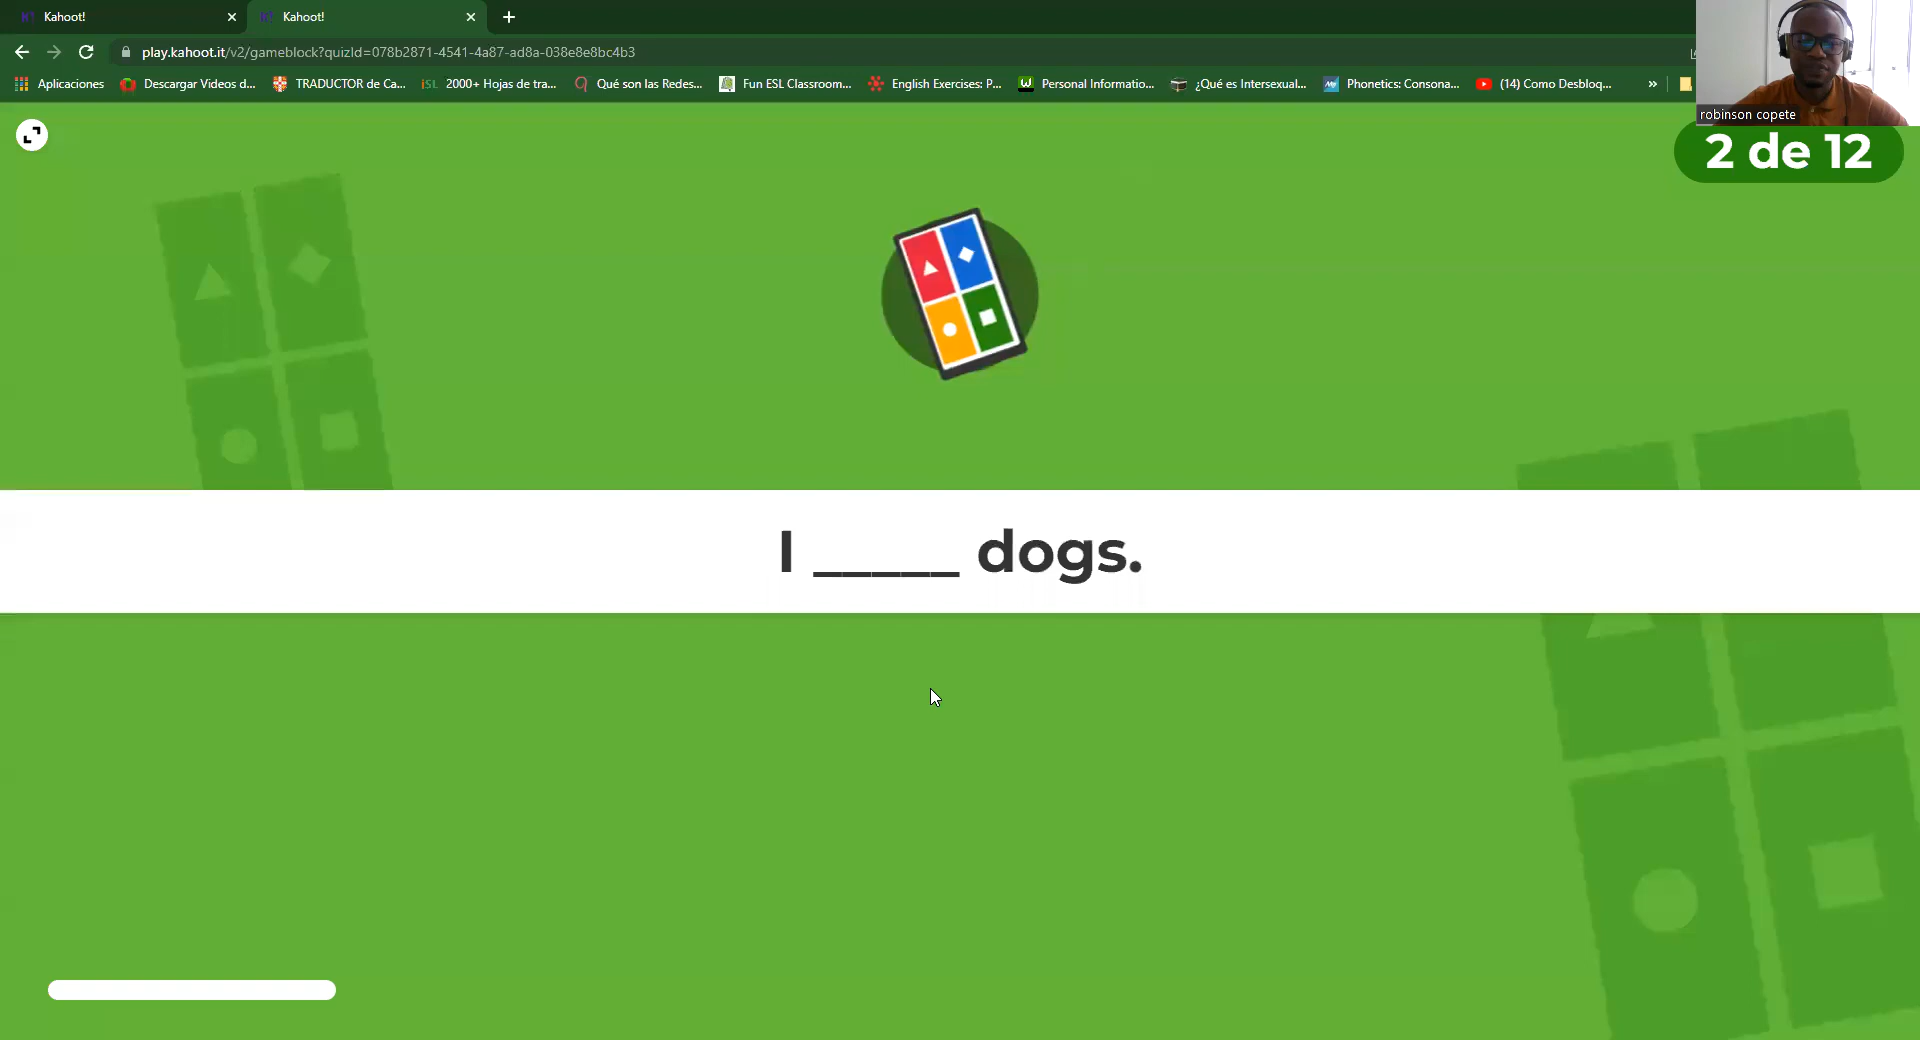 Kahoot!
Kahoot!
play.kahoot.it/v2/gameblock?quizId=078b2871-4541-4a87-ad8a-038e8e8bc4b3
Aplicaciones Descargar Videos d... TRADUCTOR de Ca... iSL 2000+ Hojas de tra... Qué son las Redes... Fun ESL Classroom... English Exercises: P... Personal Informatio... ¿Qué es Intersexual... Phonetics: Consona... (14) Como Desbloq... »
robinson copete
2 de 12
I _____ dogs.